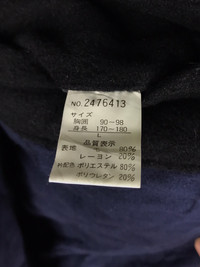 NO.2476413
サイズ
胸囲 90~98
身長 170~180
L
品質表示
表地 毛 80%
レーヨン 20%
ポリエステル 80%
ポリウレタン 20%